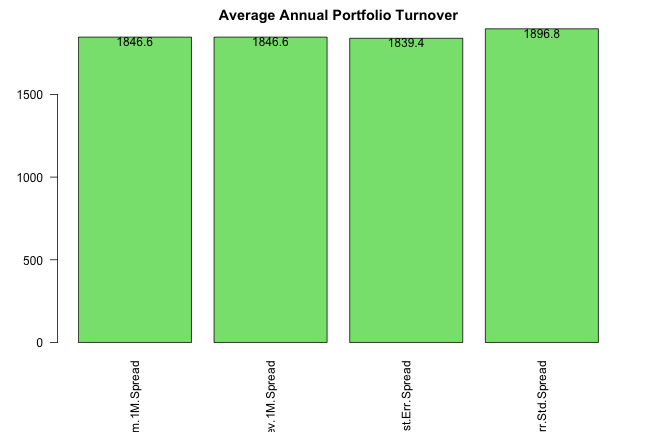 Average Annual Portfolio Turnover
1846.6
1846.6
1839.4
1896.8
1500
1000
500
0
m.1M.Spread
ev.1M.Spread
st.Err.Spread
rr.Std.Spread